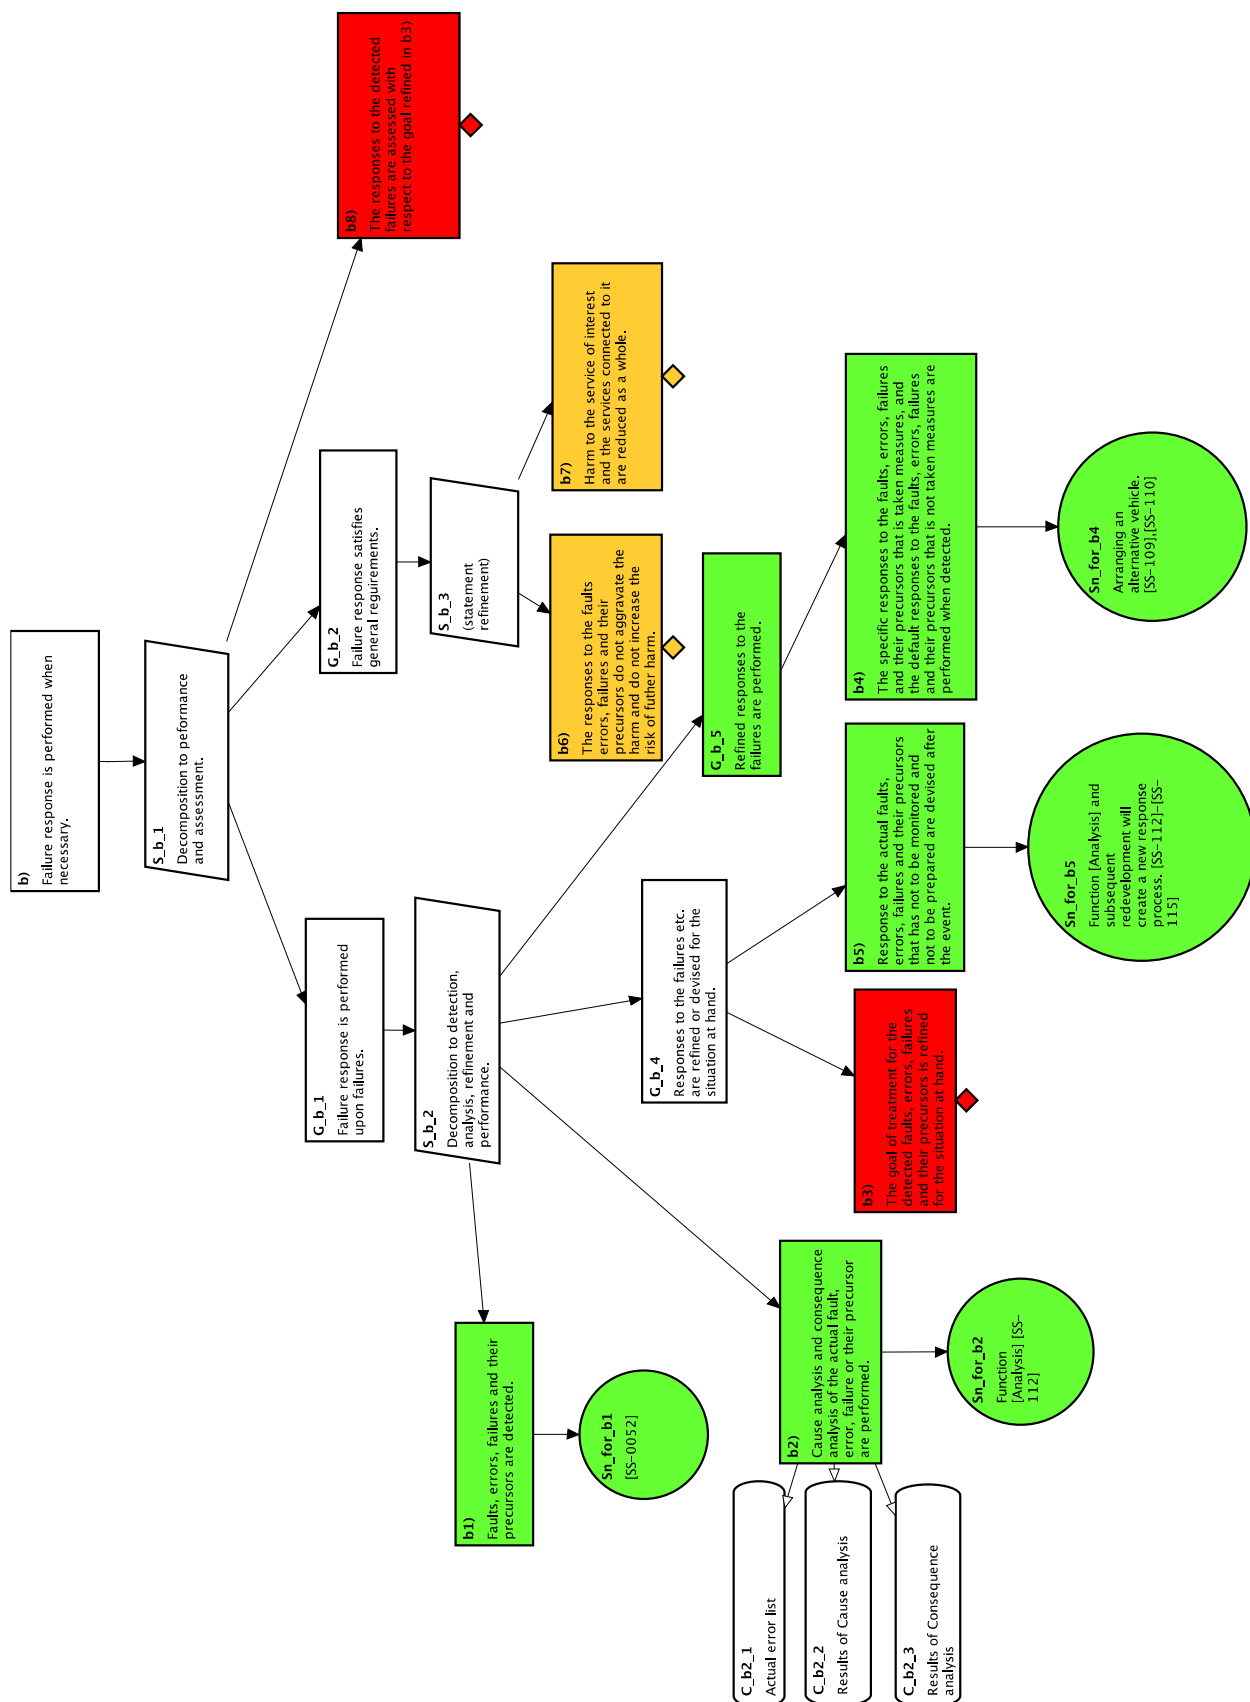 b)
Failure response is performed when
necessary.
S_b_1
Decomposition to peformance
and assessment.
G_b_1
Failure response is performed
upon failures.
G_b_2
Failure response satisfies
general reguirements.
b8)
The responses to the detected
failures are assessed with
respect to the goal refined in b3)
S_b_2
Decomposition to detection,
analysis, refinement and
performance.
S_b_3
(statement
refinement)
b1)
Faults, errors, failures and their
precursors are detected.
b6)
The responses to the faults
errors, failures and their
precursors do not aggravate the
harm and do not increase the
risk of futher harm.
b7)
Harm to the service of interest
and the services connected to it
are reduced as a whole.
Sn_for_b1
[SS-0052]
G_b_4
Responses to the failures etc.
are refined or devised for the
situation at hand.
G_b_5
Refined responses to the
failures are performed.
C_b2_1
Actual error list
C_b2_2
Results of Cause analysis
C_b2_3
Results of Consequence
analysis
b2)
Cause analysis and consequence
analysis of the actual fault,
error, failure or their precursor
are performed.
b3)
The goal of treatment for the
detected faults, errors, failures
and their precursors is refined
for the situation at hand.
b5)
Response to the actual faults,
errors, failures and their precursors
that has not to be monitored and
not to be prepared are devised after
the event.
b4)
The specific responses to the faults, errors, failures
and their precursors that is taken measures, and
the default responses to the faults, errors, failures
and their precursors that is not taken measures are
performed when detected.
Sn_for_b2
Function
[Analysis] [SS-
112]
Sn_for_b5
Function [Analysis] and
subsequent
redevelopment will
create a new response
process. [SS-112]-[SS-
115]
Sn_for_b4
Arranging an
alternative vehicle.
[SS-109],[SS-110]